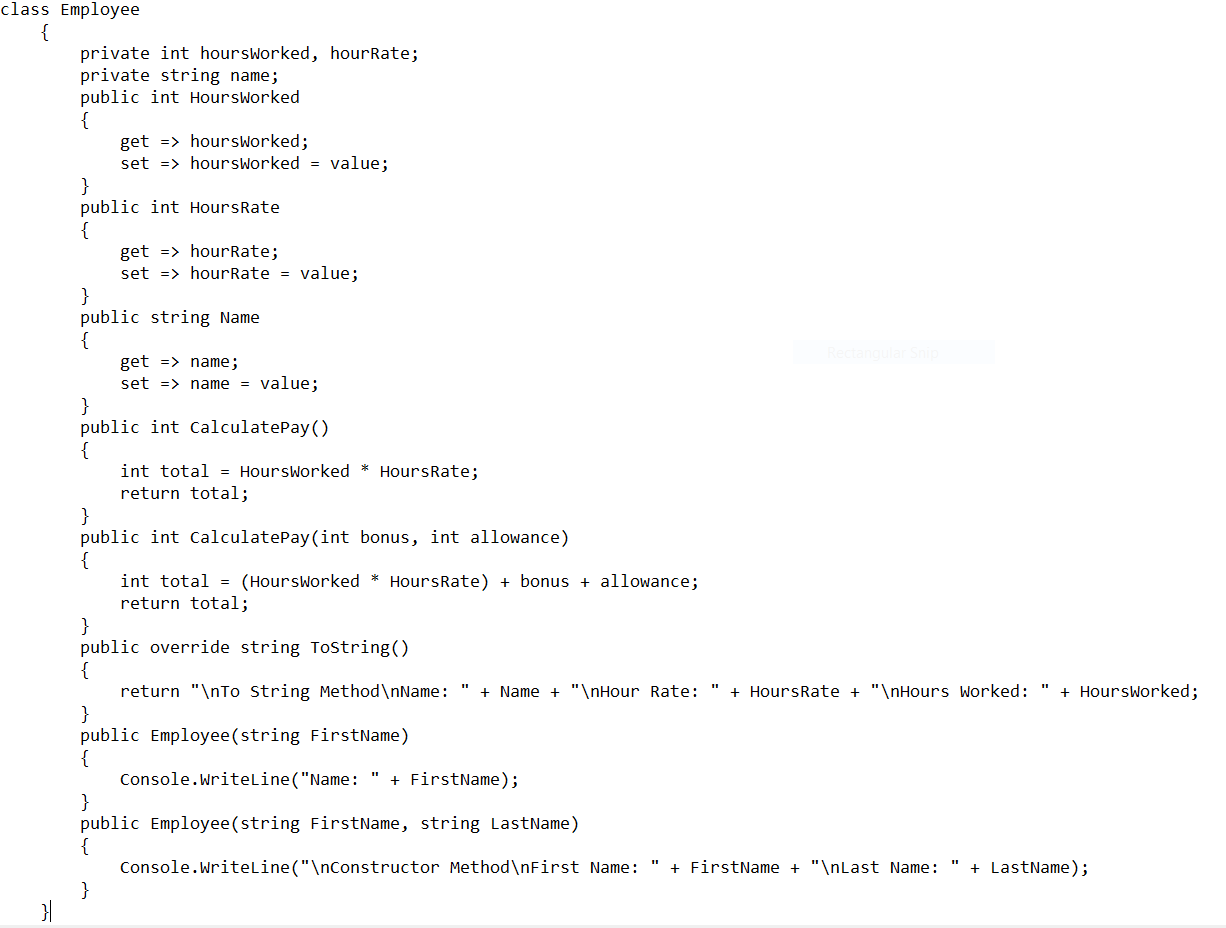 class Employee
    {
        private int hoursWorked, hourRate;
        private string name;
        public int HoursWorked
        {
            get => hoursWorked;
            set => hoursWorked = value;
        }
        public int HoursRate
        {
            get => hourRate;
            set => hourRate = value;
        }
        public string Name
        {
            get => name;
            set => name = value;
        }
        public int CalculatePay()
        {
            int total = HoursWorked * HoursRate;
            return total;
        }
        public int CalculatePay(int bonus, int allowance)
        {
            int total = (HoursWorked * HoursRate) + bonus + allowance;
            return total;
        }
        public override string ToString()
        {
            return "\nTo String Method\nName: " + Name + "\nHour Rate: " + HoursRate + "\nHours Worked: " + HoursWorked;
        }
        public Employee(string FirstName)
        {
            Console.WriteLine("Name: " + FirstName);
        }
        public Employee(string FirstName, string LastName)
        {
            Console.WriteLine("\nConstructor Method\nFirst Name: " + FirstName + "\nLast Name: " + LastName);
        }
    }
Rectangular Snip